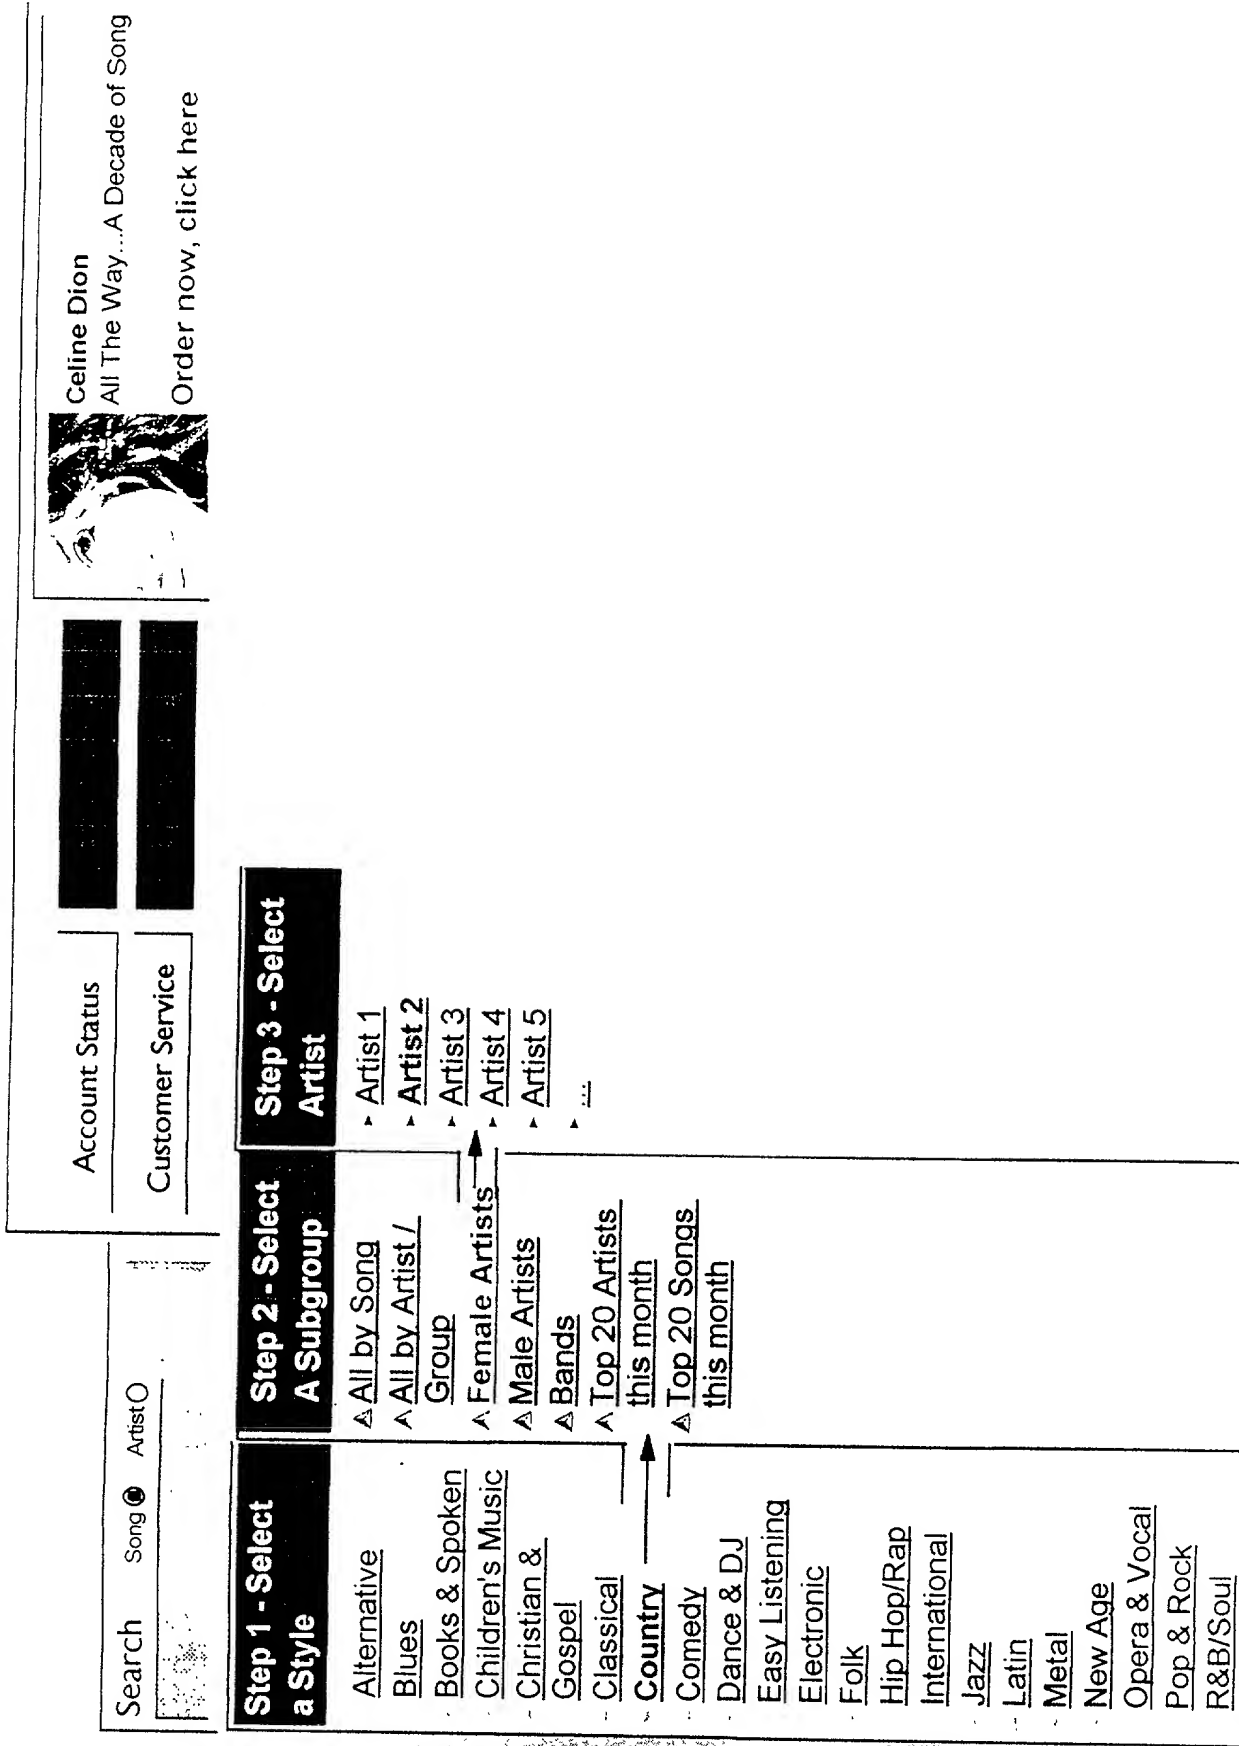 Search Song Artist
Account Status
Customer Service
Celine Dion
All The Way...A Decade of Song
Order now, click here
Step 1 - Select
a Style
Alternative
Blues
Books & Spoken
Children's Music
Christian &
Gospel
Classical
Country
Comedy
Dance & DJ
Easy Listening
Electronic
Folk
Hip Hop/Rap
International
Jazz
Latin
Metal
New Age
Opera & Vocal
Pop & Rock
R&B/Soul
Step 2 - Select
A Subgroup
All by Song
All by Artist /
Group
Female Artists
Male Artists
Bands
Top 20 Artists
this month
Top 20 Songs
this month
Step 3 - Select
Artist
Artist 1
Artist 2
Artist 3
Artist 4
Artist 5
...